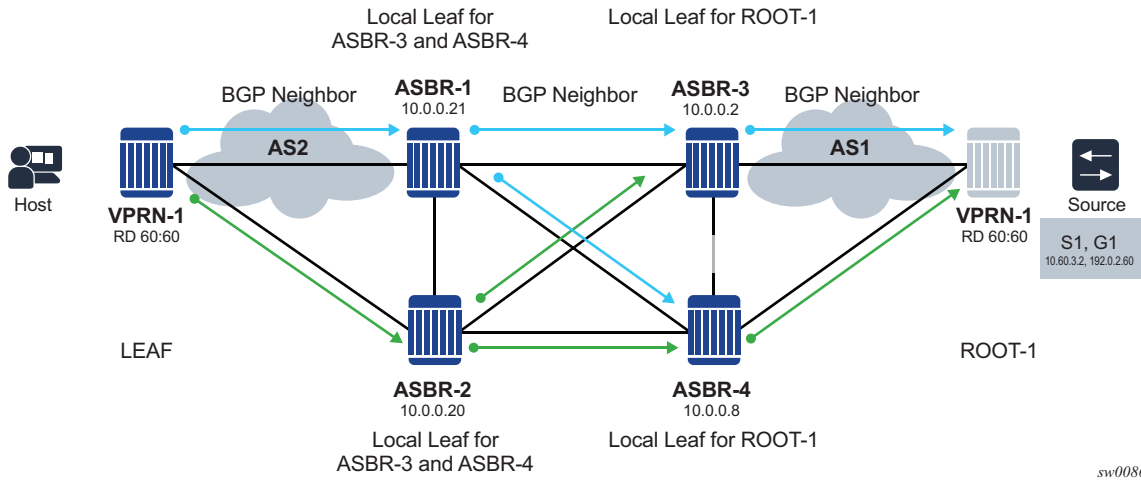 Local Leaf for
ASBR-3 and ASBR-4
Local Leaf for ROOT-1
BGP Neighbor
ASBR-1
10.0.0.21
BGP Neighbor
ASBR-3
10.0.0.2
BGP Neighbor
AS2
AS1
Host
VPRN-1
RD 60:60
VPRN-1
RD 60:60
Source
S1, G1
10.60.3.2, 192.0.2.60
LEAF
ROOT-1
ASBR-2
10.0.0.20
ASBR-4
10.0.0.8
Local Leaf for
ASBR-3 and ASBR-4
Local Leaf for ROOT-1